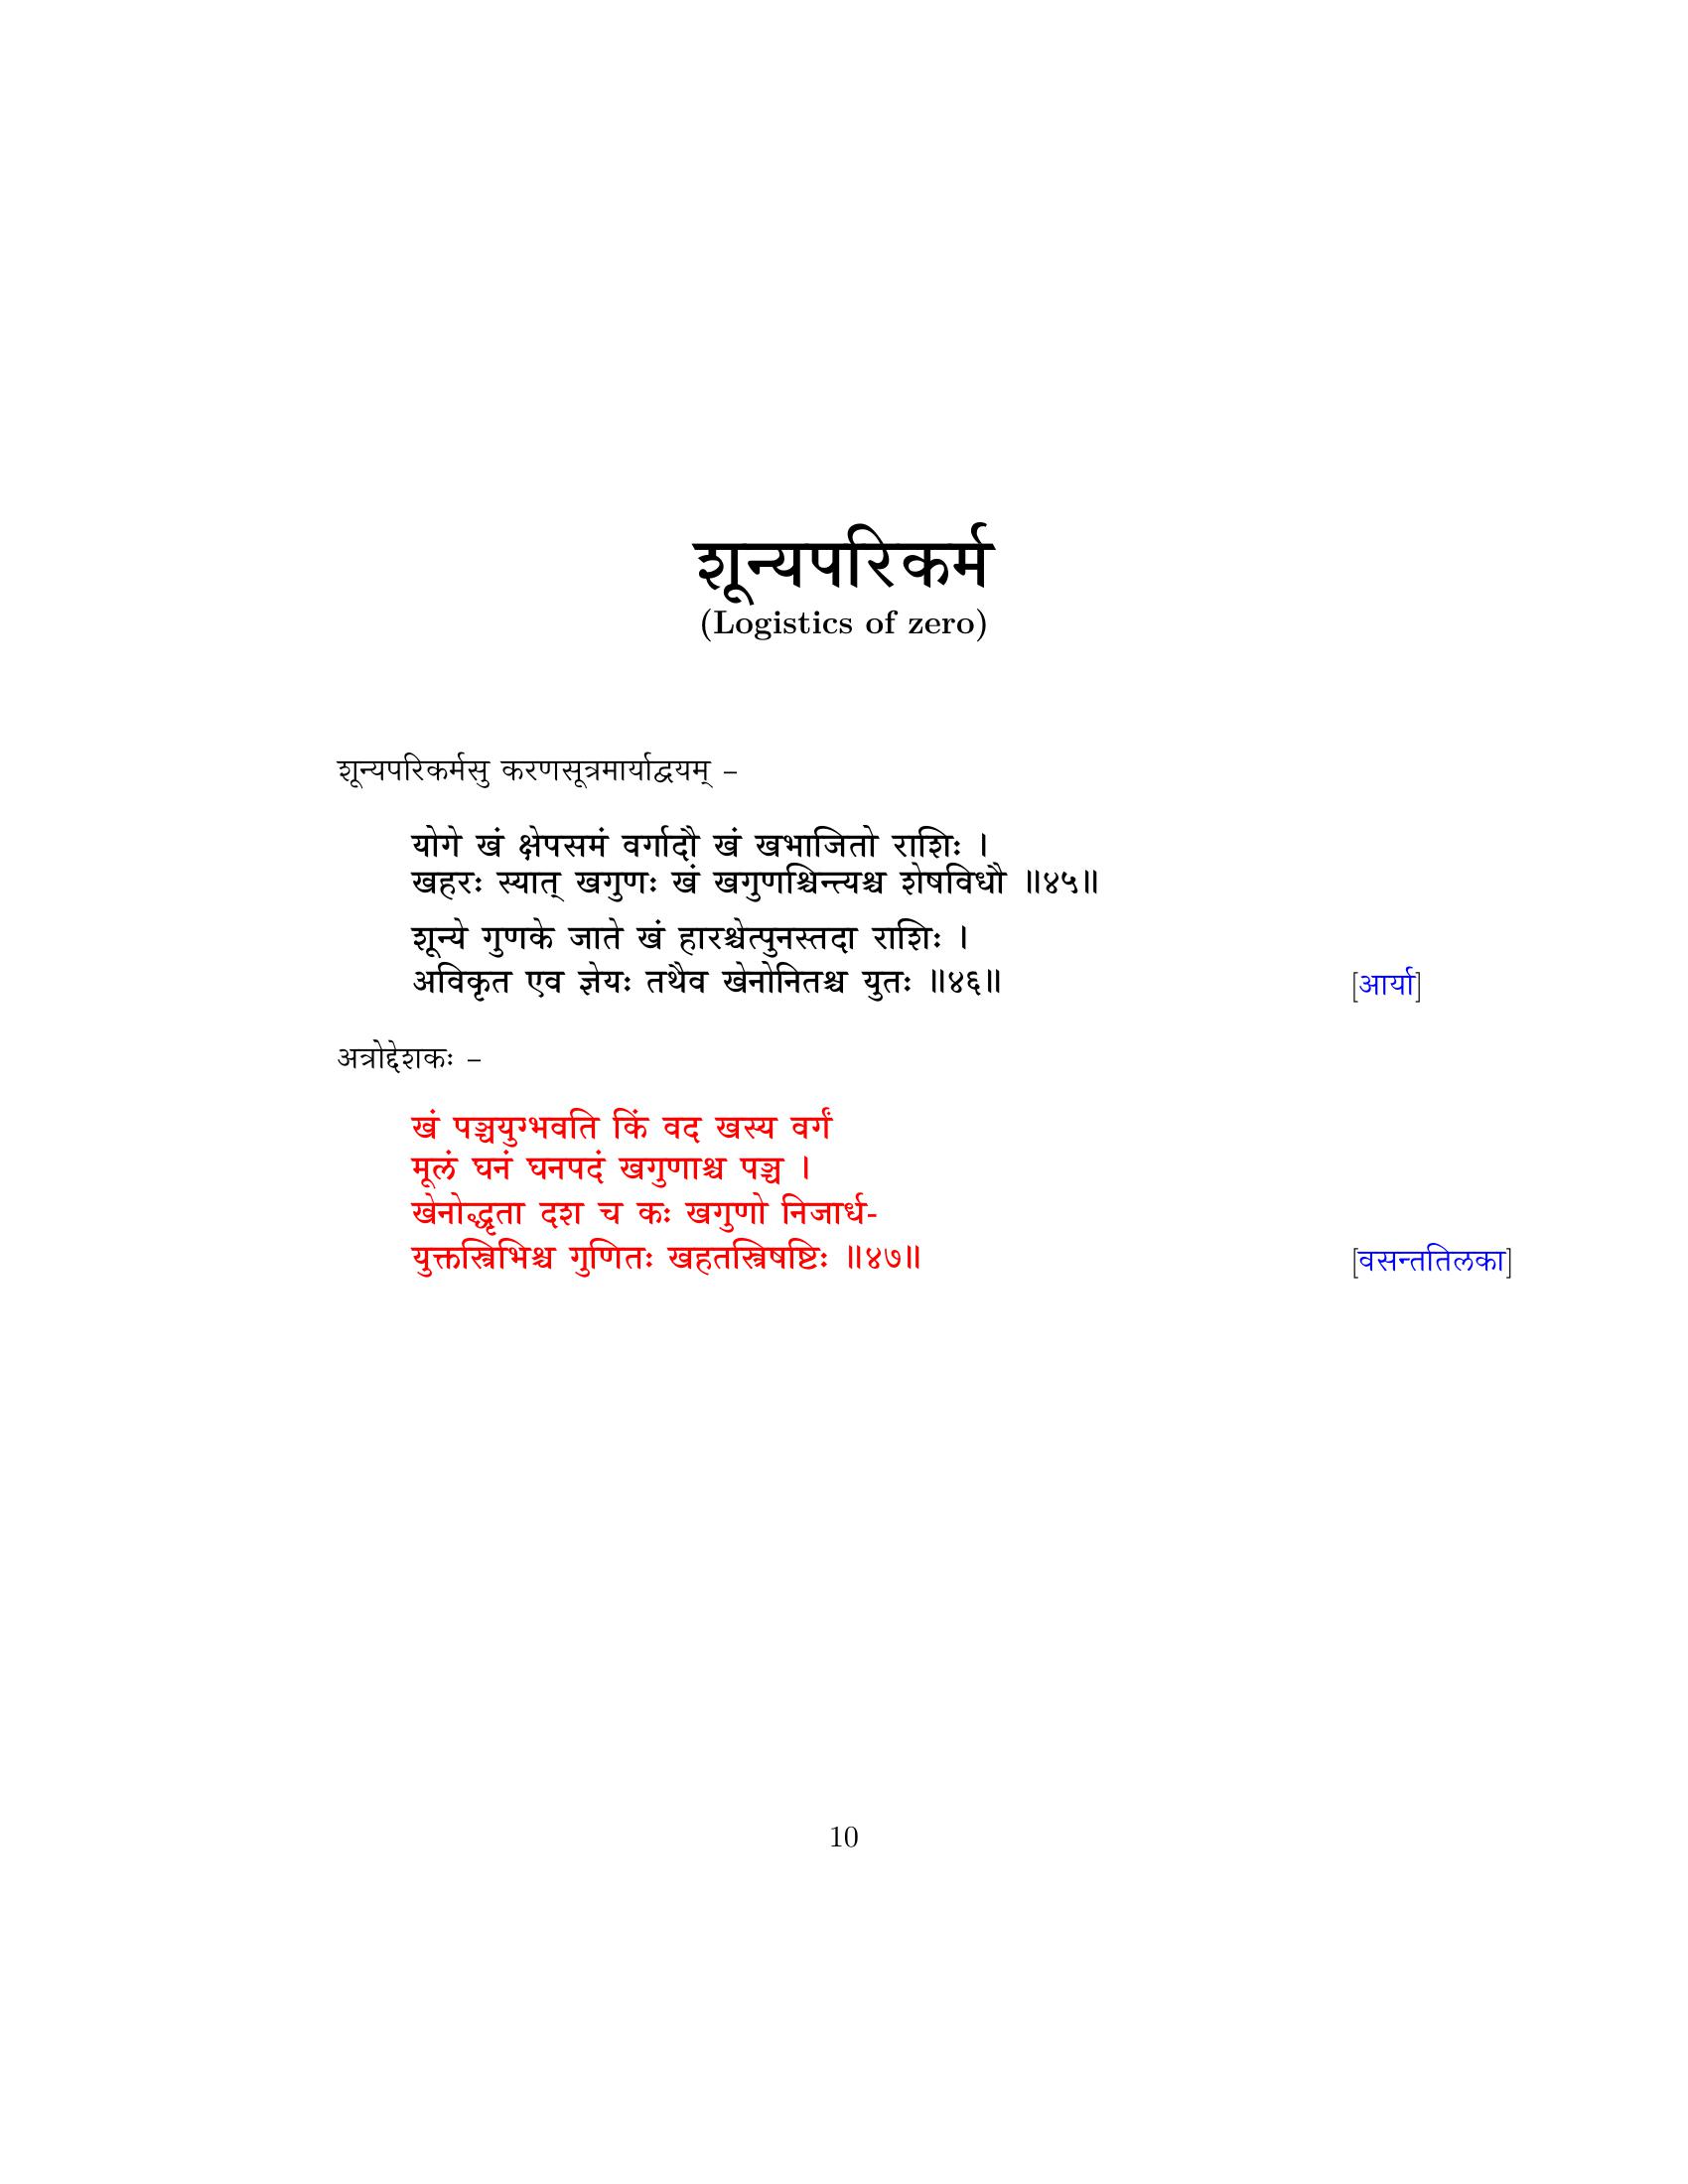 शून्यपरिकर्म
(Logistics of zero)
शून्यपरिकर्मसु करणसूत्रमार्याद्वयम् –
योगे खं क्षेपसमं वर्गादौ खं खभाजितो राशिः ।
खहरः स्यात् खगुणः खं खगुणश्चिन्त्यश्च शेषविधौ ॥४५॥
शून्ये गुणके जाते खं हारश्चेत्पुनस्तदा राशिः ।
अविकृत एव ज्ञेयः तथैव खेनोनितश्च युतः ॥४६॥ [आर्या]
अत्रोद्देशकः –
खं पञ्चयुग्भवति किं वद खस्य वर्गं
मूलं घनं घनपदं खगुणाश्च पञ्च ।
खेनोद्धृता दश च कः खगुणो निजार्ध-
युक्तस्त्रिभिश्च गुणितः खहतस्त्रिषष्टिः ॥४७॥ [वसन्ततिलका]
10